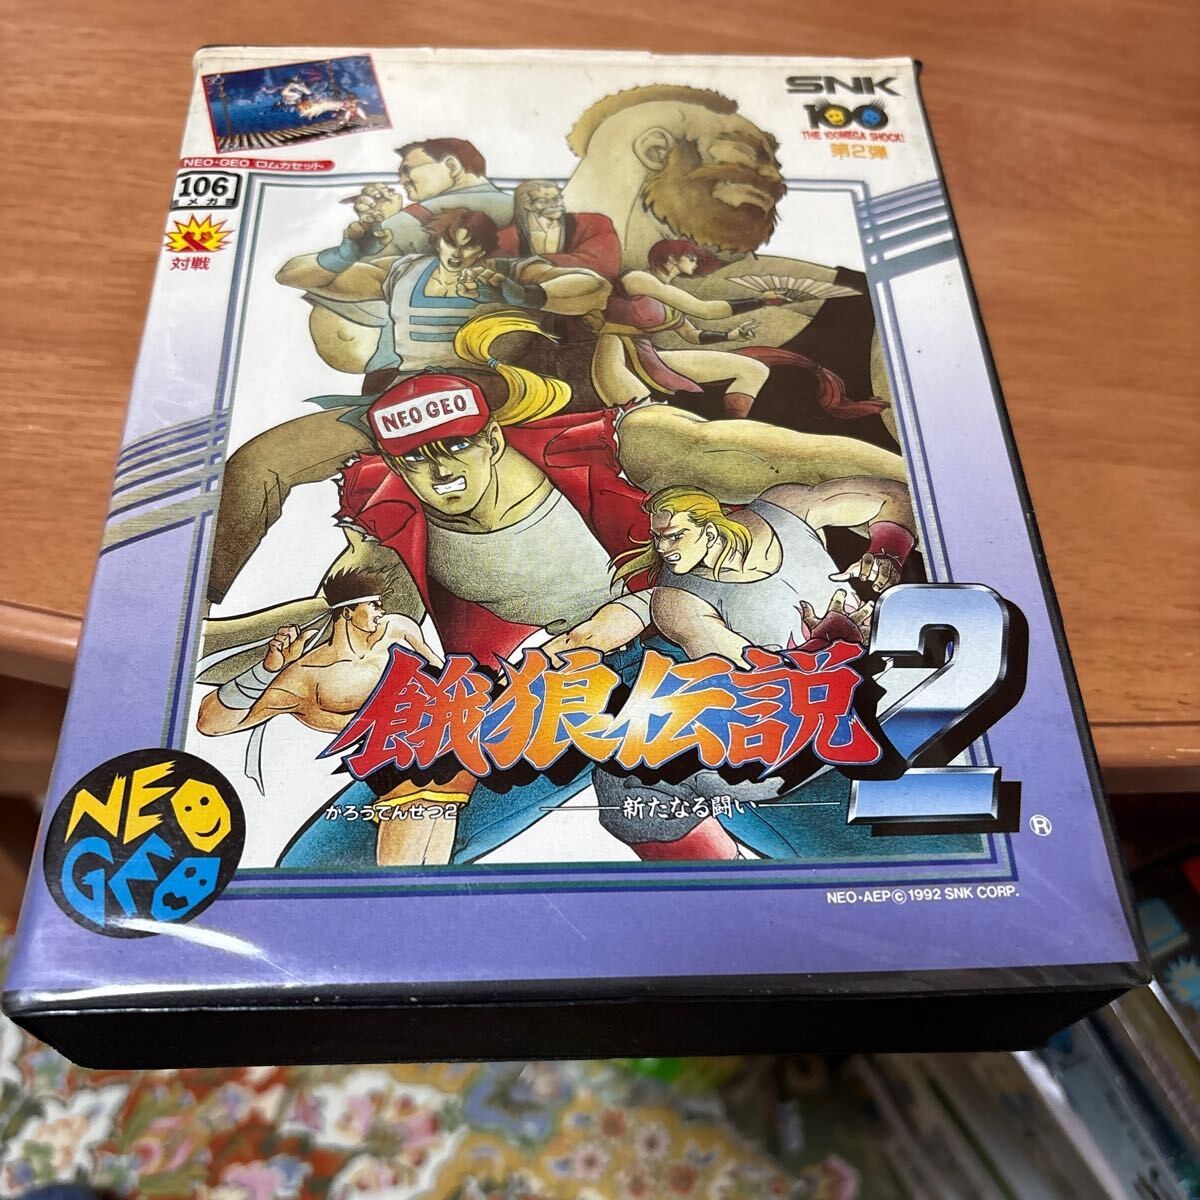 SNK
100
THE 100MEGA SHOCK!
第2弾
NEO・GEO ロムカセット
106
メガ
対戦
NEO GEO
餓狼伝説2
がろうでんせつ2
新たなる闘い
®
NEO GEO
NEO・AEP©1992 SNK CORP.